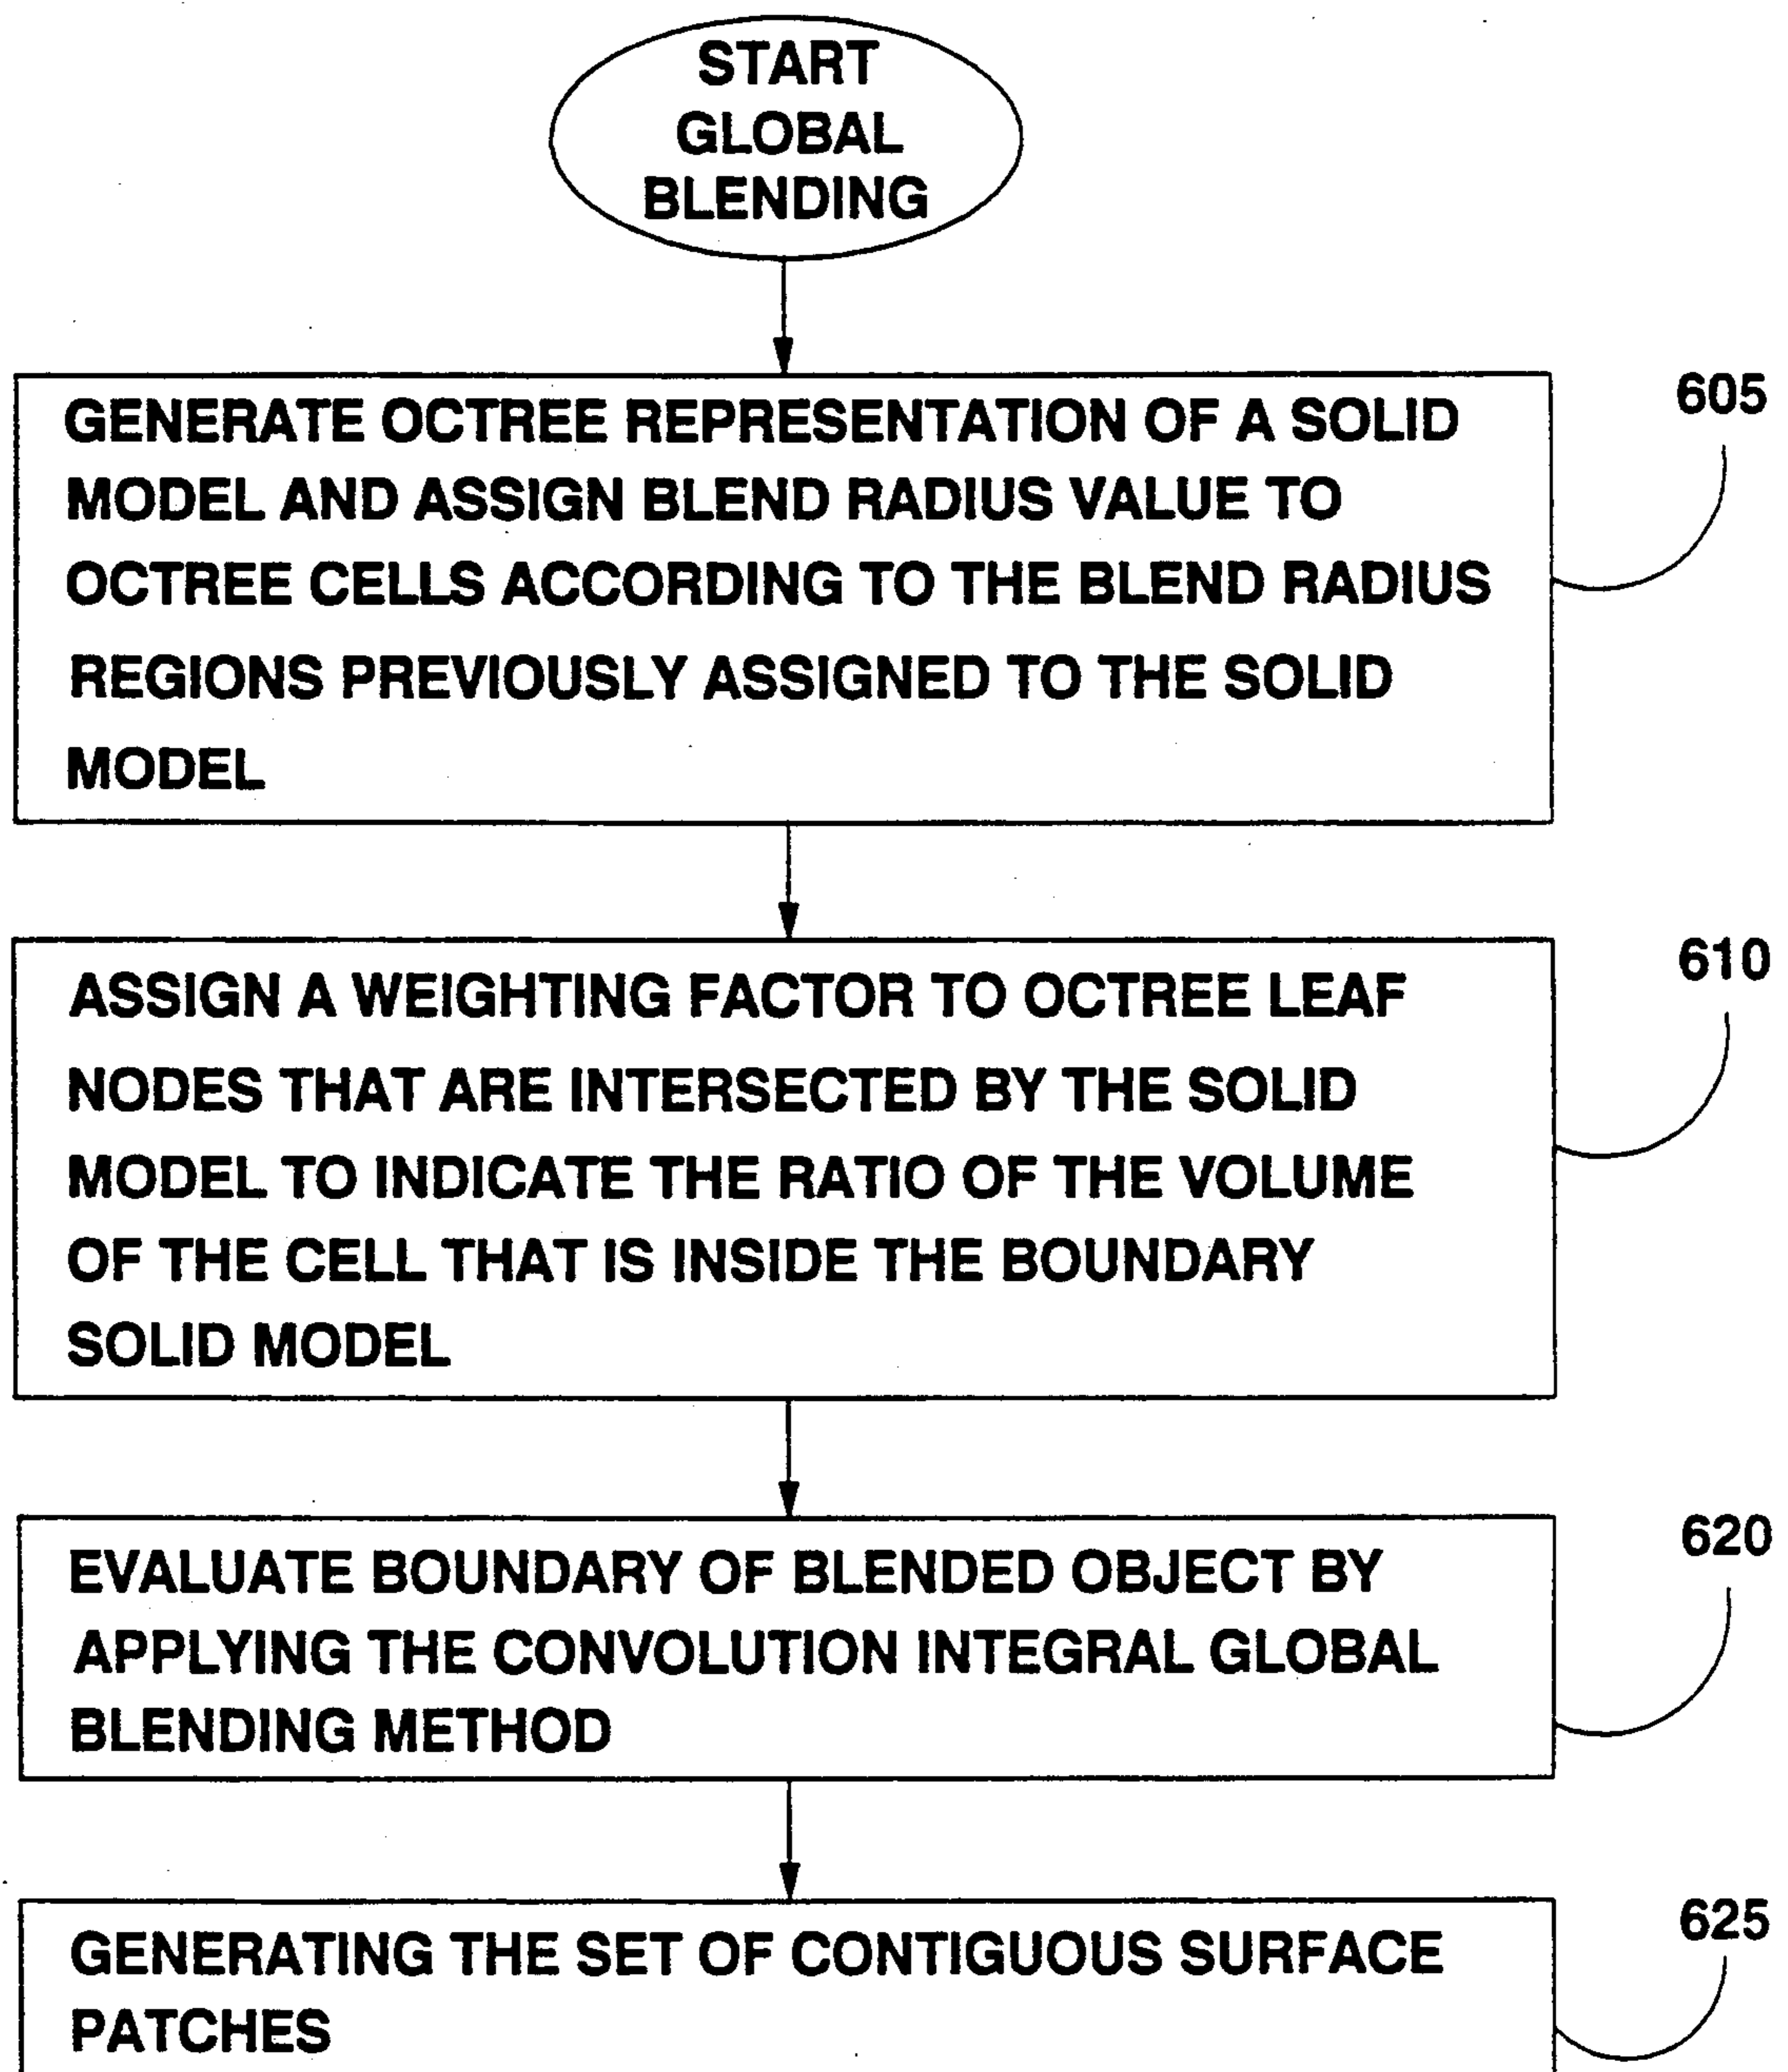 START
GLOBAL
BLENDING
GENERATE OCTREE REPRESENTATION OF A SOLID
MODEL AND ASSIGN BLEND RADIUS VALUE TO
OCTREE CELLS ACCORDING TO THE BLEND RADIUS
REGIONS PREVIOUSLY ASSIGNED TO THE SOLID
MODEL
605
ASSIGN A WEIGHTING FACTOR TO OCTREE LEAF
NODES THAT ARE INTERSECTED BY THE SOLID
MODEL TO INDICATE THE RATIO OF THE VOLUME
OF THE CELL THAT IS INSIDE THE BOUNDARY
SOLID MODEL
610
EVALUATE BOUNDARY OF BLENDED OBJECT BY
APPLYING THE CONVOLUTION INTEGRAL GLOBAL
BLENDING METHOD
620
GENERATING THE SET OF CONTIGUOUS SURFACE
PATCHES
625